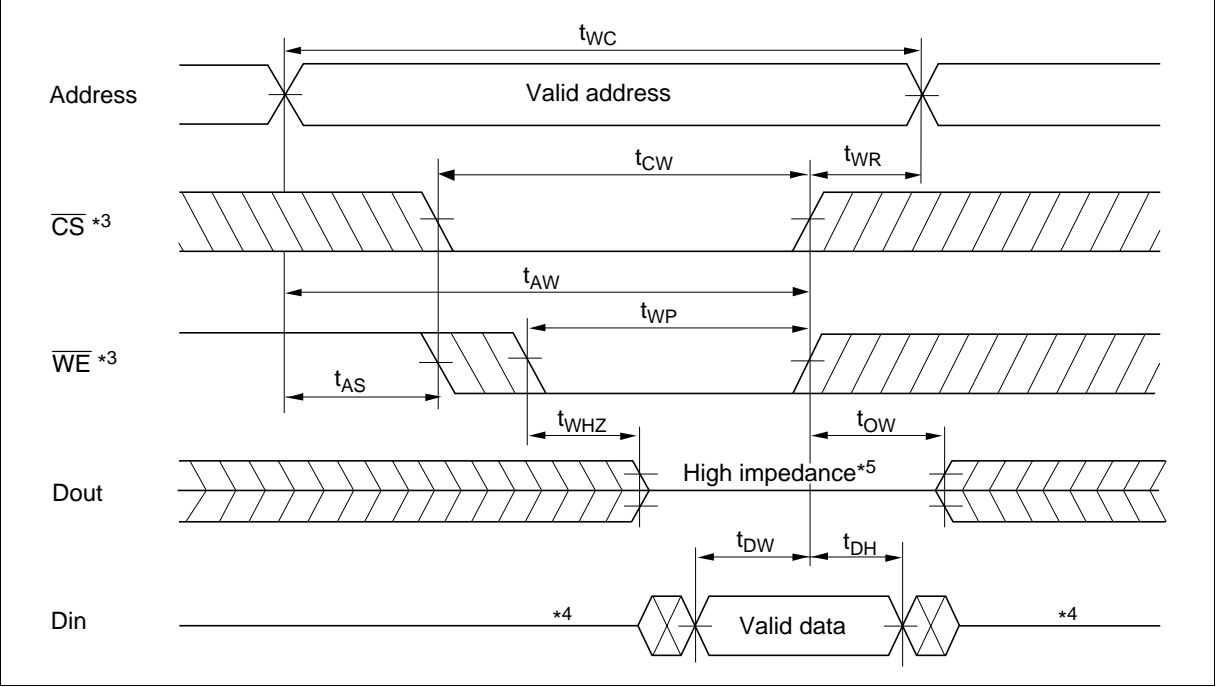 tWC
Address
Valid address
tCW
tWR
CS *3
tAW
tWP
WE *3
tAS
tWHZ
tOW
Dout
High impedance*5
tDW
tDH
Din
*4
Valid data
*4